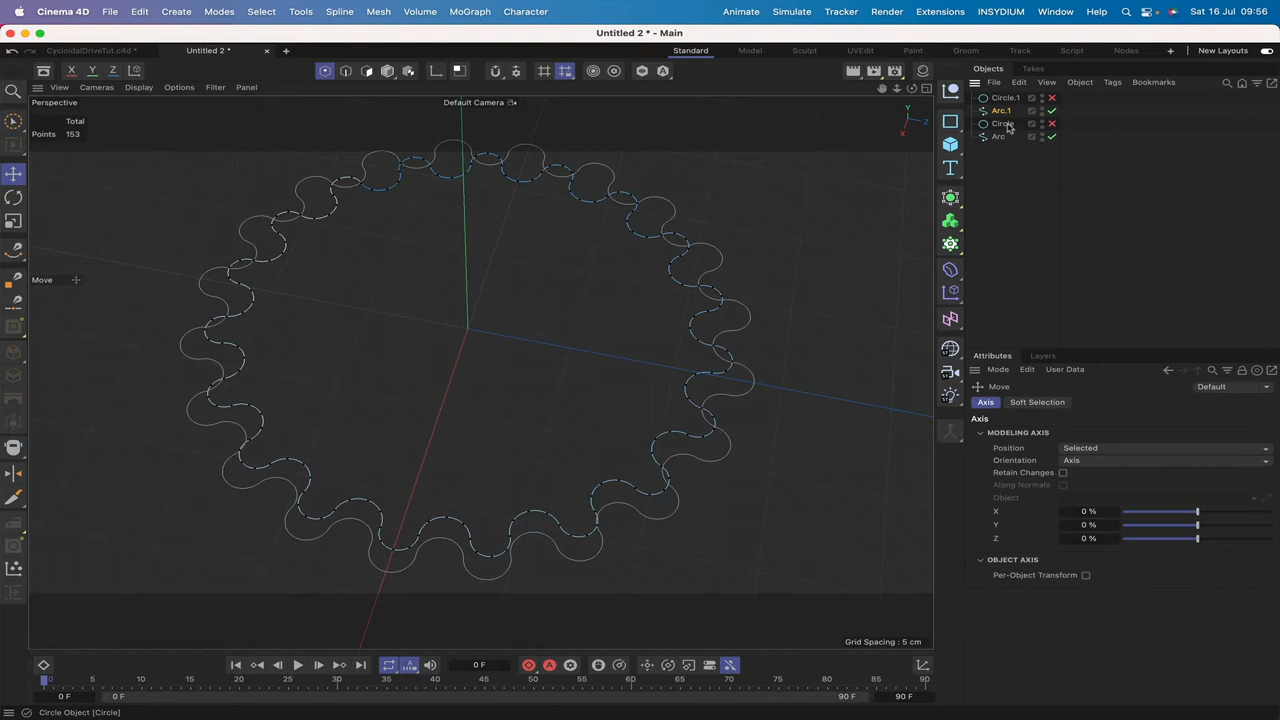 Cinema 4D File Edit Create Modes Select Tools Spline Mesh Volume MoGraph Character Animate Simulate Tracker Render Extensions INSYDIUM Window Help Sat 16 Jul 09:56
Untitled 2 * - Main
CycloidalDriveTut.c4d * Untitled 2 * Standard Model Sculpt UVEdit Paint Groom Track Script Nodes New Layouts
X Y Z
Objects Takes
View Cameras Display Options Filter Panel
File Edit View Object Tags Bookmarks
Perspective Default Camera
Total
Points 153
Y
Z
X
Circle.1
Arc.1
Circle
Arc
Move
T
Attributes Layers
Mode Edit User Data
Move Default
Axis Soft Selection
Axis
MODELING AXIS
Position Selected
Orientation Axis
Retain Changes
Along Normals
Object
X 0 %
Y 0 %
Z 0 %
OBJECT AXIS
Per-Object Transform
Grid Spacing : 5 cm
0 F
0 5 10 15 20 25 30 35 40 45 50 55 60 65 70 75 80 85 90
0 F 0 F 90 F 90 F
Circle Object [Circle]